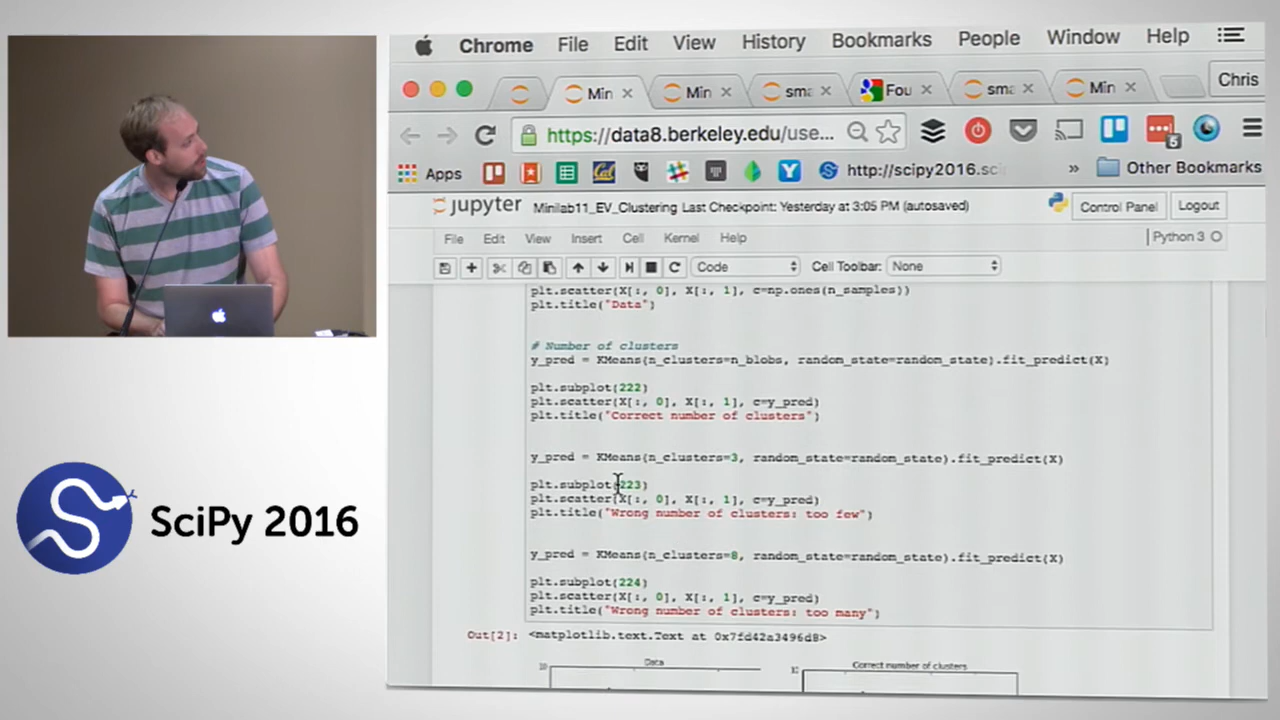 Chrome File Edit View History Bookmarks People Window Help
Min Min sma Fou sma Min Chris
https://data8.berkeley.edu/use...
6
Apps Cal Y http://scipy2016.sc » Other Bookmarks
jupyter Minilab11_EV_Clustering Last Checkpoint: Yesterday at 3:05 PM (autosaved) Control Panel Logout
File Edit View Insert Cell Kernel Help Python 3
Code Cell Toolbar: None
plt.scatter(X[:, 0], X[:, 1], c=np.ones(n_samples))
plt.title("Data")
# Number of clusters
y_pred = KMeans(n_clusters=n_blobs, random_state=random_state).fit_predict(X)
plt.subplot(222)
plt.scatter(X[:, 0], X[:, 1], c=y_pred)
plt.title("Correct number of clusters")
y_pred = KMeans(n_clusters=3, random_state=random_state).fit_predict(X)
plt.subplot(223)
plt.scatter(X[:, 0], X[:, 1], c=y_pred)
plt.title("Wrong number of clusters: too few")
y_pred = KMeans(n_clusters=8, random_state=random_state).fit_predict(X)
plt.subplot(224)
plt.scatter(X[:, 0], X[:, 1], c=y_pred)
plt.title("Wrong number of clusters: too many")
Out[2]: <matplotlib.text.Text at 0x7fd42a3496d8>
Data Correct number of clusters
10
SciPy 2016